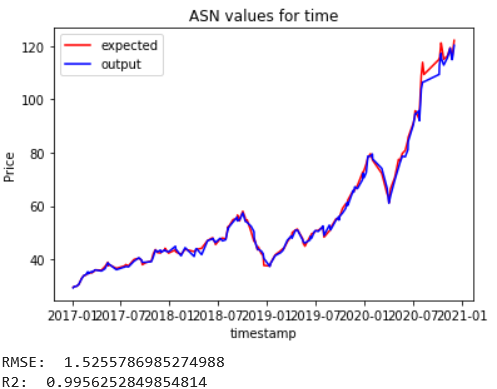 ASN values for time
expected
output
120
100
80
60
40
Price
2017-01 2017-07 2018-01 2018-07 2019-01 2019-07 2020-01 2020-07 2021-01
timestamp
RMSE: 1.5255786985274988
R2: 0.9956252849854814